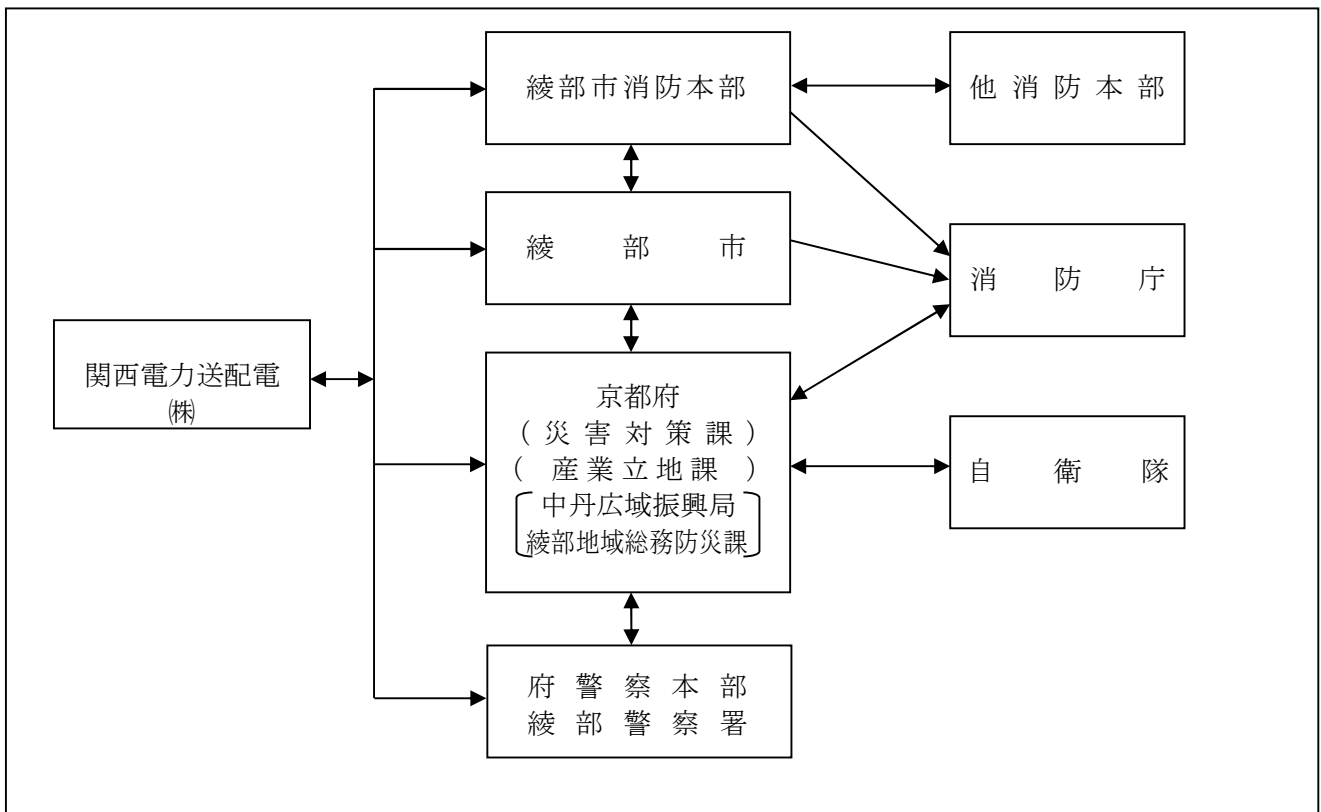 綾部市消防本部
他消防本部
綾部市
消防庁
関西電力送配電
㈱
京都府
(災害対策課)
(産業立地課)
中丹広域振興局
綾部地域総務防災課
自衛隊
府警察本部
綾部警察署